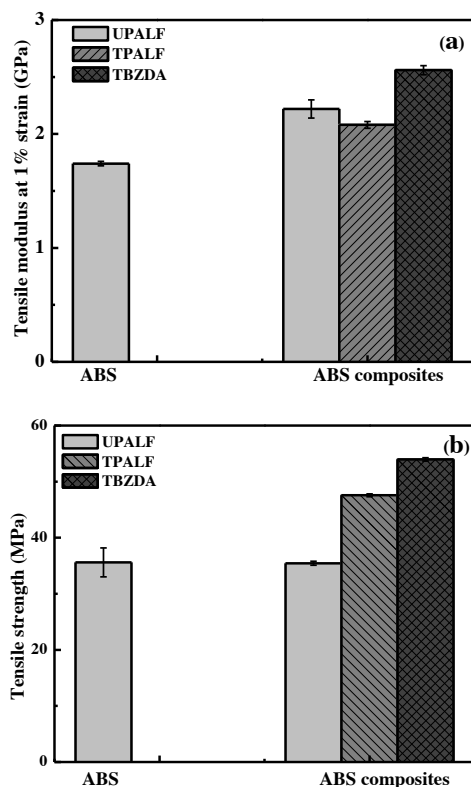 3
(a)
UPALF
TPALF
TBZDA
2
1
0
Tensile modulus at 1% strain (GPa)
ABS
ABS composites
60
(b)
UPALF
TPALF
TBZDA
40
20
0
Tensile strength (MPa)
ABS
ABS composites